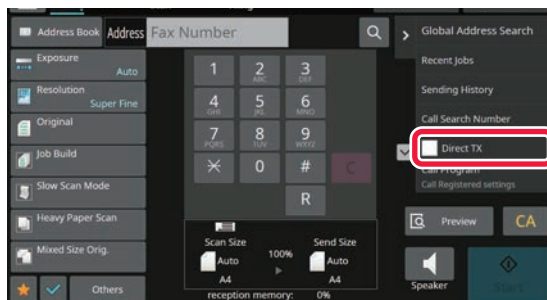 Address Book
Address
Fax Number
Global Address Search
Exposure
Auto
Resolution
Super Fine
Original
Job Build
Slow Scan Mode
Heavy Paper Scan
Mixed Size Orig.
Others
1
2
ABC
3
DEF
4
GHI
5
JKL
6
MNO
7
PQRS
8
TUV
9
WXYZ
0
#
C
R
Scan Size
Auto
A4
100%
Send Size
Auto
A4
reception memory: 0%
Recent Jobs
Sending History
Call Search Number
Direct TX
Call Program
Call Registered settings
Preview
CA
Speaker
Start